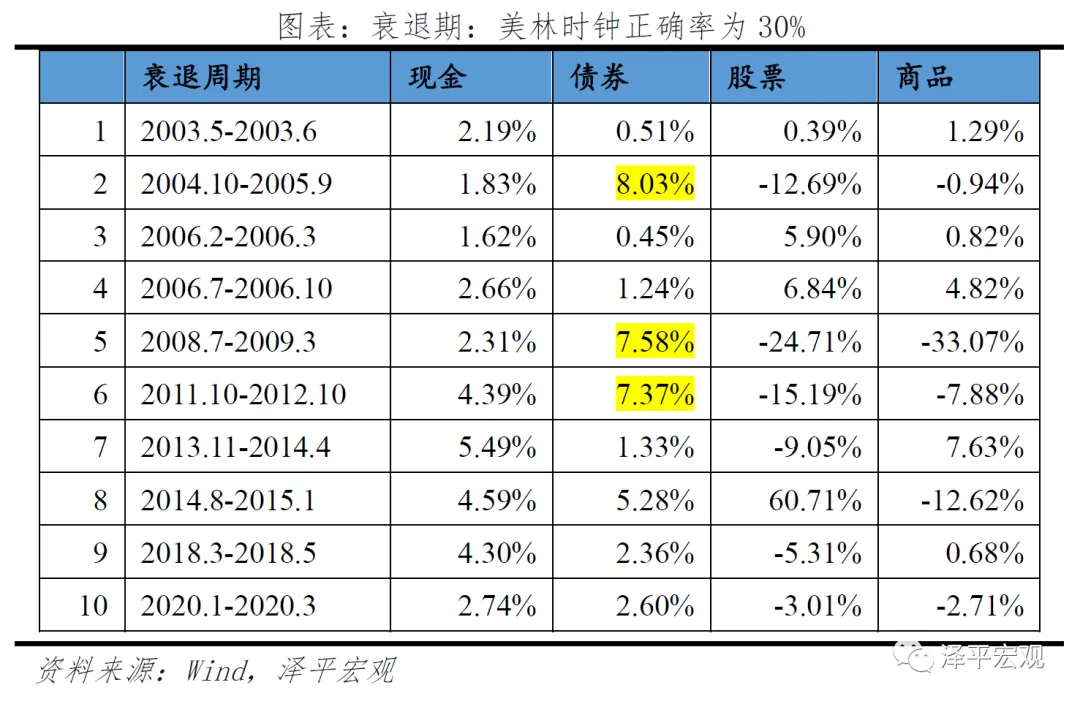 图表：衰退期：美林时钟正确率为 30%
衰退周期 现金 债券 股票 商品
1 2003.5-2003.6 2.19% 0.51% 0.39% 1.29%
2 2004.10-2005.9 1.83% 8.03% -12.69% -0.94%
3 2006.2-2006.3 1.62% 0.45% 5.90% 0.82%
4 2006.7-2006.10 2.66% 1.24% 6.84% 4.82%
5 2008.7-2009.3 2.31% 7.58% -24.71% -33.07%
6 2011.10-2012.10 4.39% 7.37% -15.19% -7.88%
7 2013.11-2014.4 5.49% 1.33% -9.05% 7.63%
8 2014.8-2015.1 4.59% 5.28% 60.71% -12.62%
9 2018.3-2018.5 4.30% 2.36% -5.31% 0.68%
10 2020.1-2020.3 2.74% 2.60% -3.01% -2.71%
资料来源：Wind，泽平宏观
泽平宏观